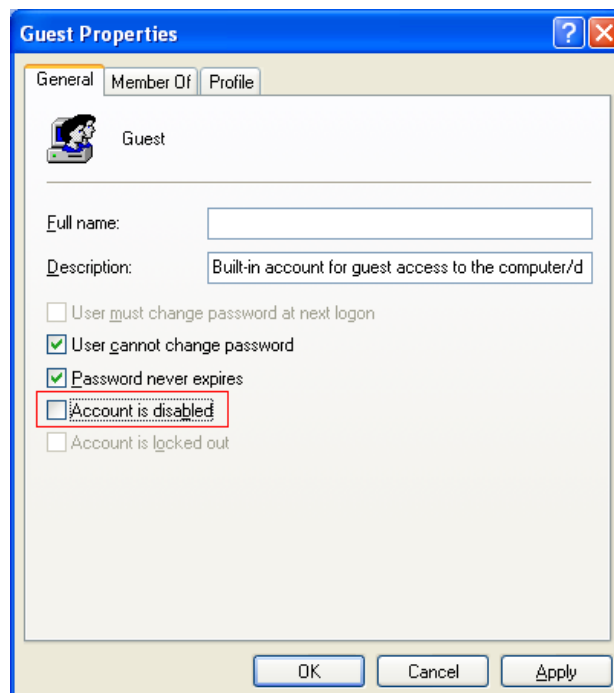 Guest Properties
?
General Member Of Profile
Guest
Full name:
Description: Built-in account for guest access to the computer/d
User must change password at next logon
User cannot change password
Password never expires
Account is disabled
Account is locked out
OK Cancel Apply